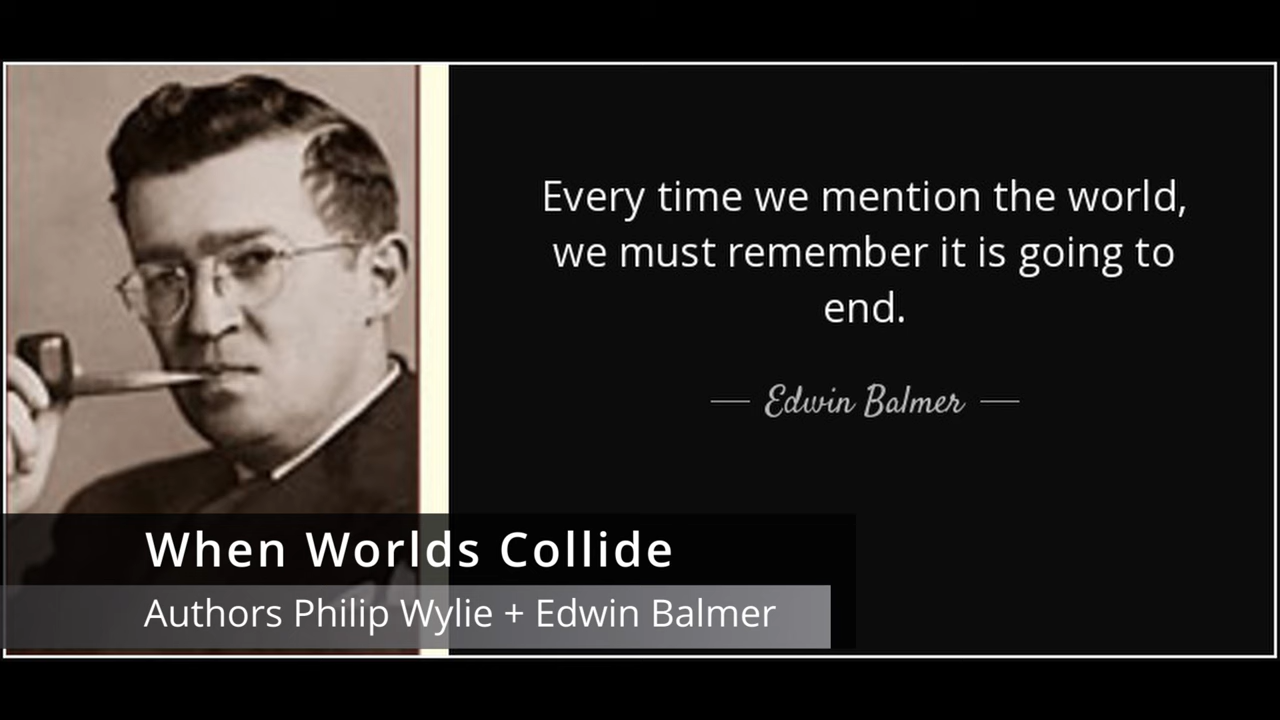 Every time we mention the world,
we must remember it is going to
end.
Edwin Balmer
When Worlds Collide
Authors Philip Wylie + Edwin Balmer